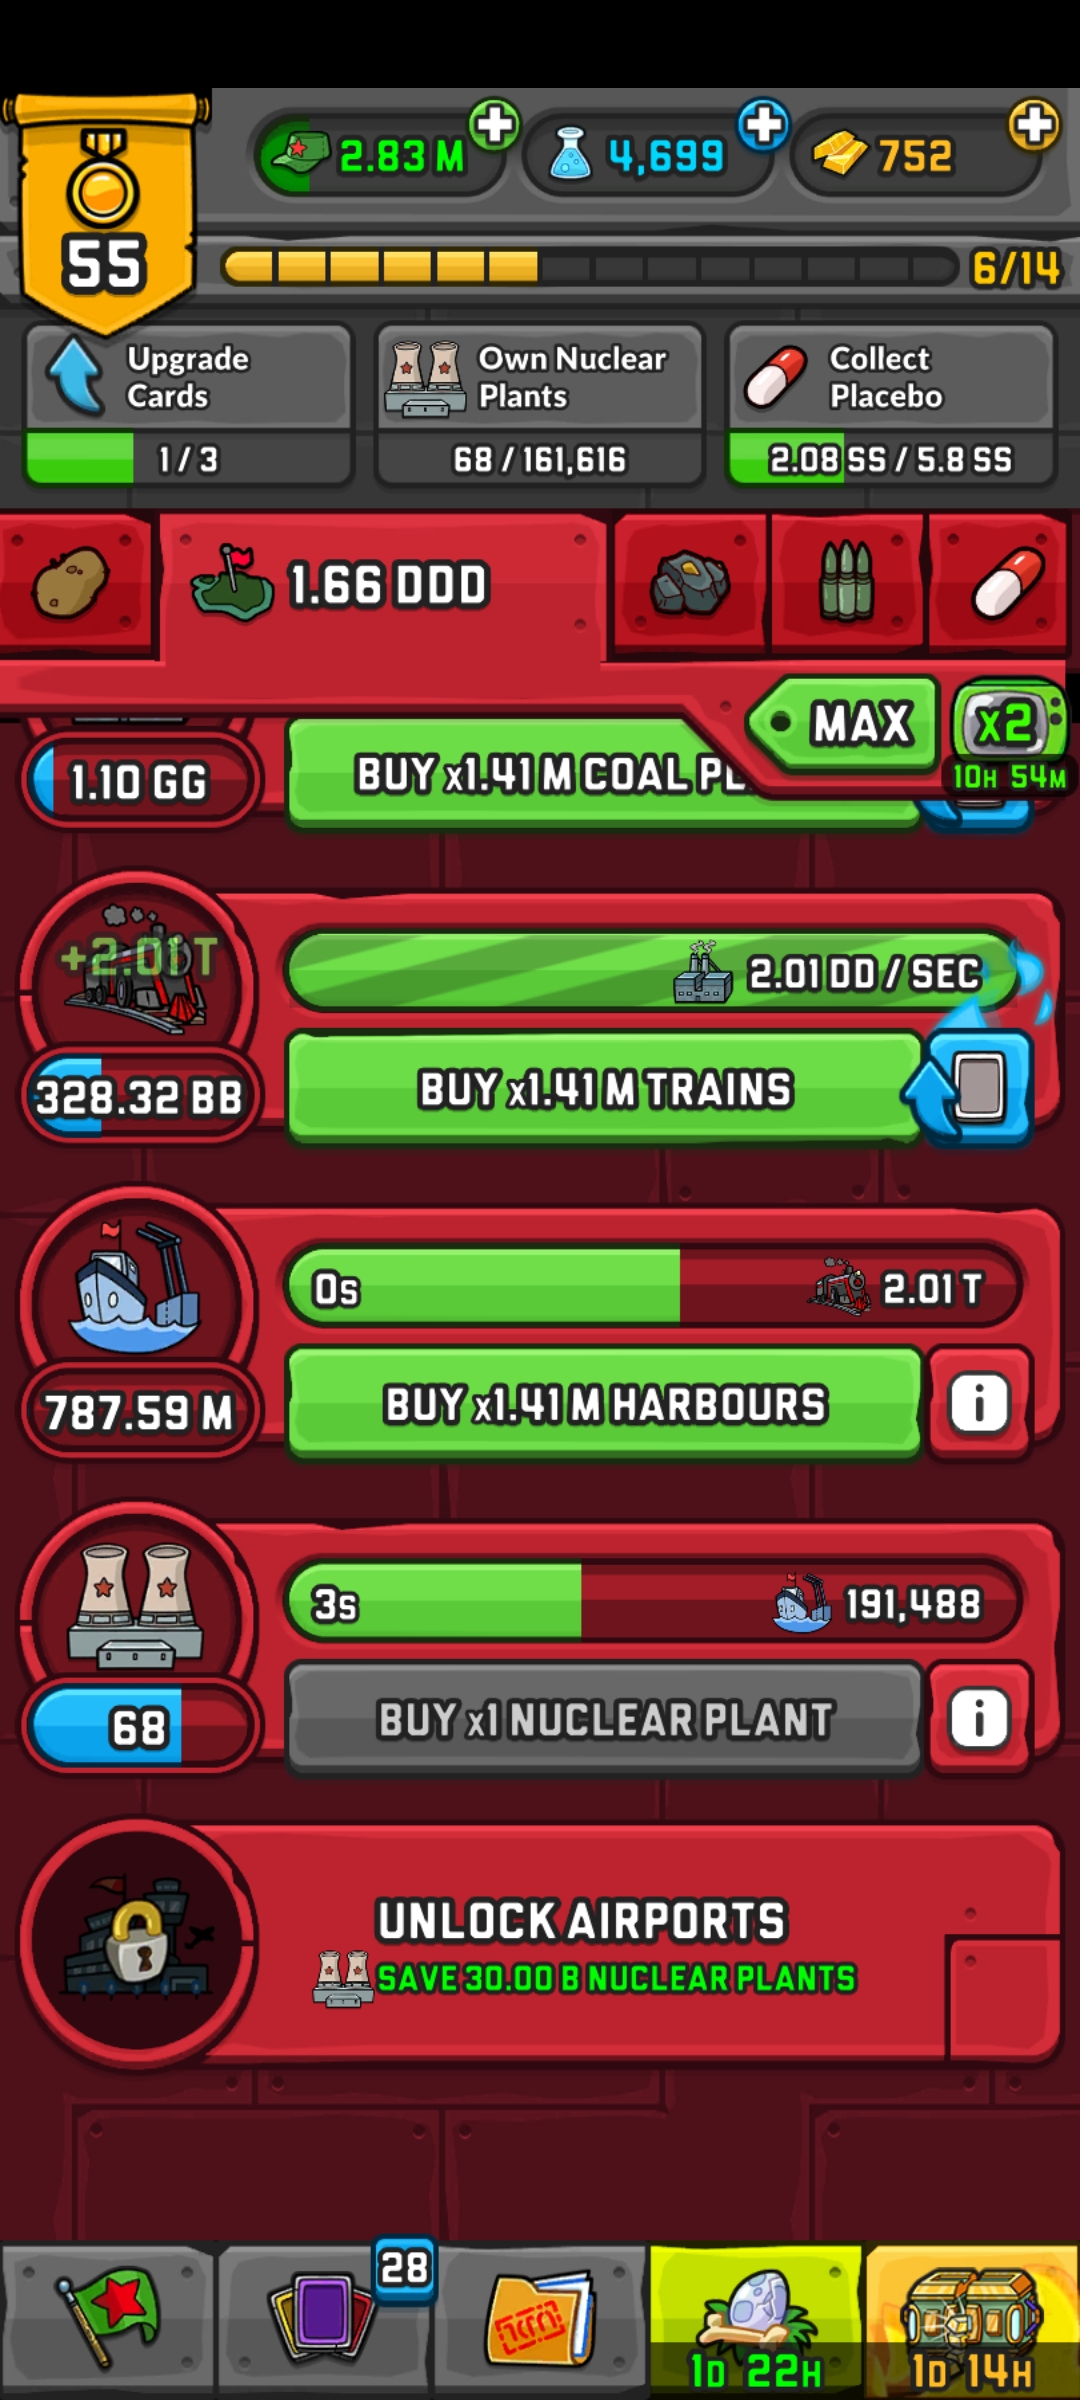 2.83 M
4,699
752
55
6/14
Upgrade
Cards
1 / 3
Own Nuclear
Plants
68 / 161,616
Collect
Placebo
2.08 SS / 5.8 SS
1.66 DDD
MAX
X2
10H 54M
1.10 GG
BUY x1.41 M COAL
+2.01 T
2.01 DD / SEC
328.32 BB
BUY x1.41 M TRAINS
0s
2.01 T
787.59 M
BUY x1.41 M HARBOURS
i
3s
191,488
68
BUY x1 NUCLEAR PLANT
i
UNLOCK AIRPORTS
SAVE 30.00 B NUCLEAR PLANTS
28
1D 22H
1D 14H